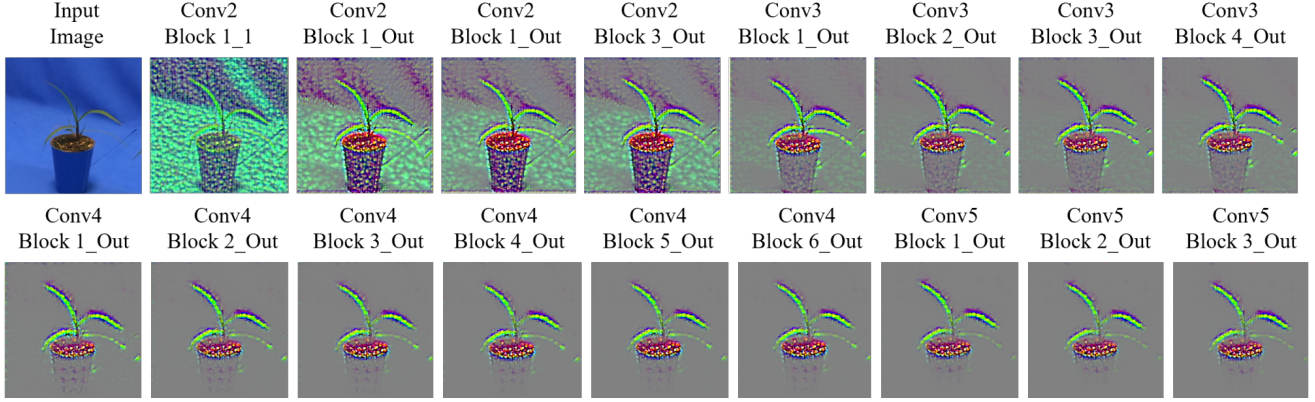 Input Image
Conv2 Block 1_1
Conv2 Block 1_Out
Conv2 Block 1_Out
Conv2 Block 3_Out
Conv3 Block 1_Out
Conv3 Block 2_Out
Conv3 Block 3_Out
Conv3 Block 4_Out
Conv4 Block 1_Out
Conv4 Block 2_Out
Conv4 Block 3_Out
Conv4 Block 4_Out
Conv4 Block 5_Out
Conv4 Block 6_Out
Conv5 Block 1_Out
Conv5 Block 2_Out
Conv5 Block 3_Out